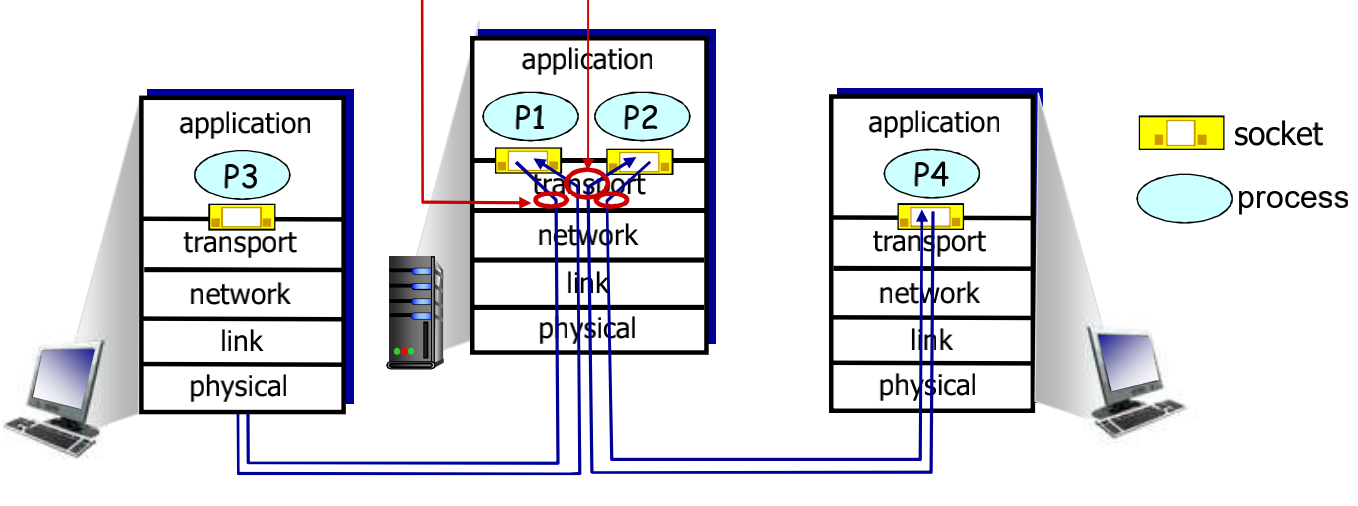 application
P3
transport
network
link
physical
application
P1
P2
transport
network
link
physical
application
P4
transport
network
link
physical
socket
process